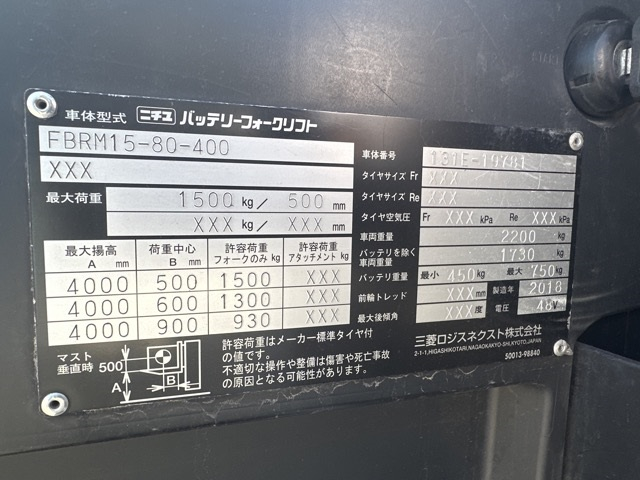 車体型式 ニチユ バッテリーフォークリフト
FBRM15-80-400
XXX
最大荷重 1500 kg/ 500 mm
XXX kg/ XXX mm
最大揚高 A mm 荷重中心 B mm 許容荷重 フォークのみ kg 許容荷重 アタッチメント kg
4000 500 1500 XXX
4000 600 1300 XXX
4000 900 930 XXX
マスト垂直時 500 A B
許容荷重はメーカー標準タイヤ付
の値です。
不適切な操作や整備は傷害や死亡事故
の原因となる可能性があります。
車体番号 131E-19781
タイヤサイズ Fr XXX
タイヤサイズ Re XXX
タイヤ空気圧 Fr XXX kPa Re XXX kPa
車両重量 2200 kg
バッテリを除く車両重量 1730 kg
バッテリ重量 最小 450 kg 最大 750 kg
前輪トレッド XXX mm 製造年 2018
最大後傾角 XXX 度 電圧 48 V
三菱ロジスネクスト株式会社
2-1-1,HIGASHIKOTARI,NAGAOKAKYO-SHI,KYOTO,JAPAN
50013-98840